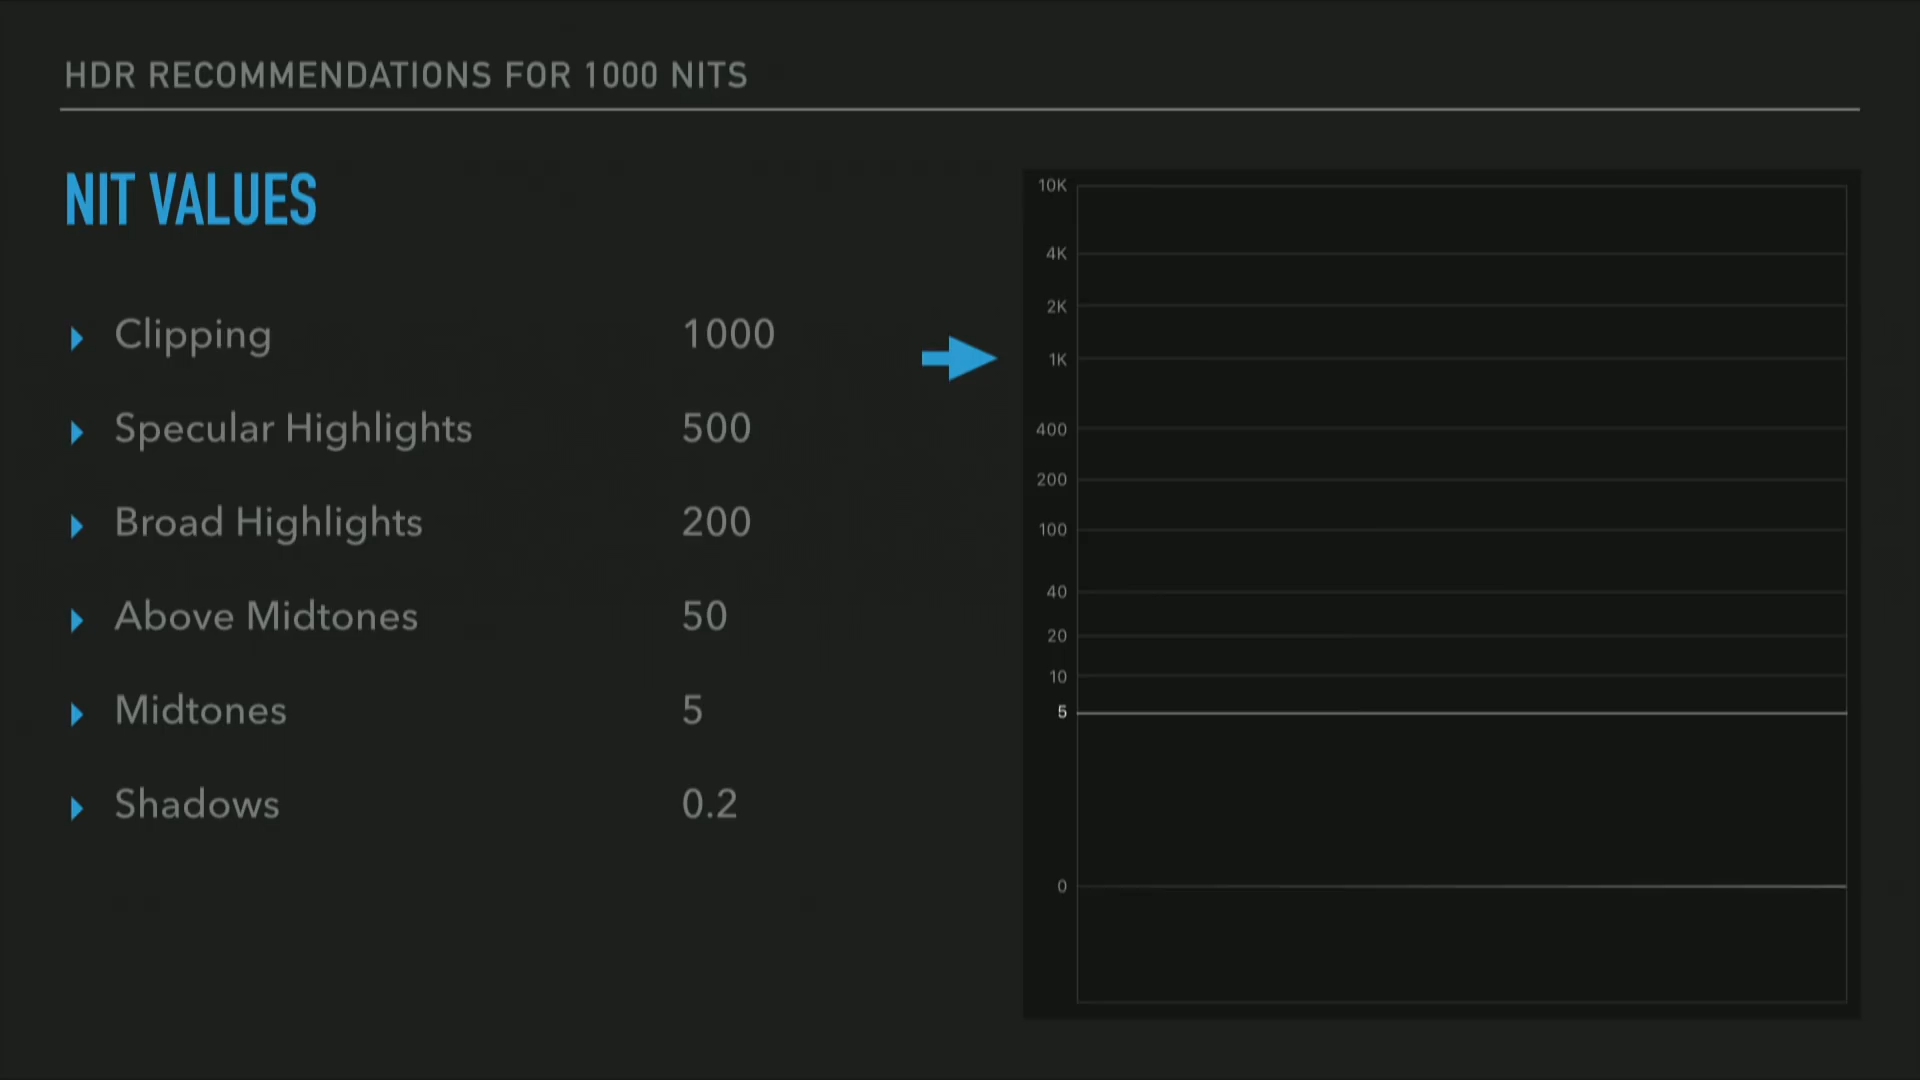 HDR RECOMMENDATIONS FOR 1000 NITS
NIT VALUES
Clipping 1000
Specular Highlights 500
Broad Highlights 200
Above Midtones 50
Midtones 5
Shadows 0.2
10K
4K
2K
1K
400
200
100
40
20
10
5
0